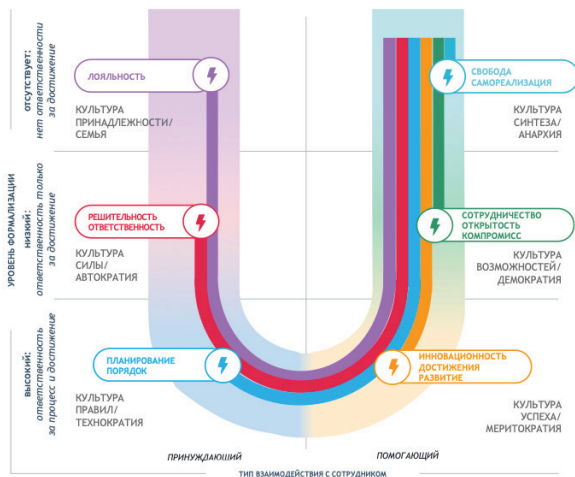 отсутствует:
нет ответственности
за достижение
ЛОЯЛЬНОСТЬ
КУЛЬТУРА
ПРИНАДЛЕЖНОСТИ/
СЕМЬЯ
СВОБОДА
САМОРЕАЛИЗАЦИЯ
КУЛЬТУРА
СИНТЕЗА/
АНАРХИЯ
УРОВЕНЬ ФОРМАЛИЗАЦИИ
низкий:
ответственность только
за достижение
РЕШИТЕЛЬНОСТЬ
ОТВЕТСТВЕННОСТЬ
КУЛЬТУРА
СИЛЫ/
АВТОКРАТИЯ
СОТРУДНИЧЕСТВО
ОТКРЫТОСТЬ
КОМПРОМИСС
КУЛЬТУРА
ВОЗМОЖНОСТЕЙ/
ДЕМОКРАТИЯ
высокий:
ответственность
за процесс и достижение
ПЛАНИРОВАНИЕ
ПОРЯДОК
КУЛЬТУРА
ПРАВИЛ/
ТЕХНОКРАТИЯ
ИННОВАЦИОННОСТЬ
ДОСТИЖЕНИЯ
РАЗВИТИЕ
КУЛЬТУРА
УСПЕХА/
МЕРИТОКРАТИЯ
ПРИНУЖДАЮЩИЙ
ПОМОГАЮЩИЙ
ТИП ВЗАИМОДЕЙСТВИЯ С СОТРУДНИКОМ